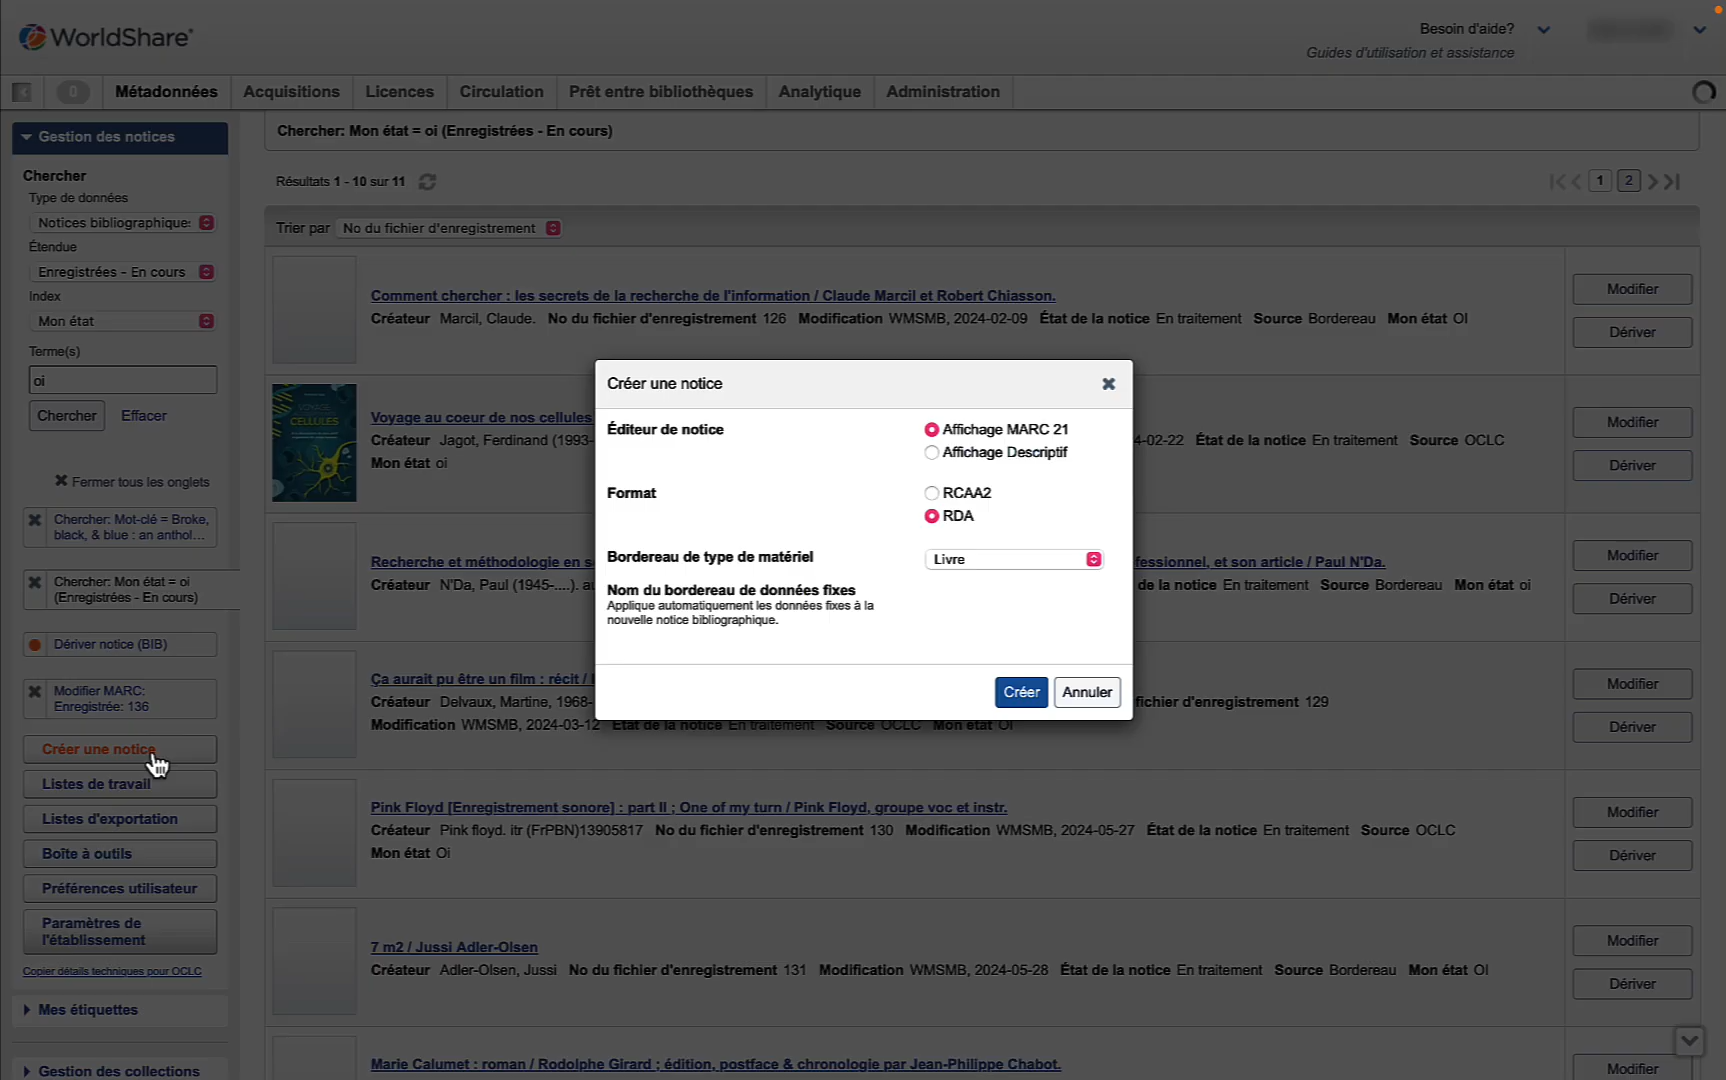 WorldShare®
Besoin d'aide?
Guides d'utilisation et assistance
0
Métadonnées
Acquisitions
Licences
Circulation
Prêt entre bibliothèques
Analytique
Administration
Gestion des notices
Chercher
Type de données
Notices bibliographique
Étendue
Enregistrées - En cours
Index
Mon état
Terme(s)
oi
Chercher
Effacer
Fermer tous les onglets
Chercher: Mot-clé = Broke,
black, & blue : an anthol...
Chercher: Mon état = oi
(Enregistrées - En cours)
Dériver notice (BIB)
Modifier MARC:
Enregistrée: 136
Créer une notice
Listes de travail
Listes d'exportation
Boîte à outils
Préférences utilisateur
Paramètres de
l'établissement
Copier détails techniques pour OCLC
Mes étiquettes
Gestion des collections
Chercher: Mon état = oi (Enregistrées - En cours)
Résultats 1 - 10 sur 11
1
2
Trier par No du fichier d'enregistrement
Comment chercher : les secrets de la recherche de l'information / Claude Marcil et Robert Chiasson.
Créateur Marcil, Claude. No du fichier d'enregistrement 126 Modification WMSMB, 2024-02-09 État de la notice En traitement Source Bordereau Mon état OI
Modifier
Dériver
VOYAGE
CELLULES
Voyage au coeur de nos cellules
Créateur Jagot, Ferdinand (1993- 4-02-22 État de la notice En traitement Source OCLC
Mon état oi
Modifier
Dériver
Recherche et méthodologie en s fessionnel, et son article / Paul N'Da.
Créateur N'Da, Paul (1945-....). au de la notice En traitement Source Bordereau Mon état oi
Modifier
Dériver
Ça aurait pu être un film : récit /
Créateur Delvaux, Martine, 1968- fichier d'enregistrement 129
Modification WMSMB, 2024-03-12 État de la notice En traitement Source OCLC Mon état OI
Modifier
Dériver
Pink Floyd [Enregistrement sonore] : part II ; One of my turn / Pink Floyd, groupe voc et instr.
Créateur Pink floyd. itr (FrPBN)13905817 No du fichier d'enregistrement 130 Modification WMSMB, 2024-05-27 État de la notice En traitement Source OCLC
Mon état Oi
Modifier
Dériver
7 m2 / Jussi Adler-Olsen
Créateur Adler-Olsen, Jussi No du fichier d'enregistrement 131 Modification WMSMB, 2024-05-28 État de la notice En traitement Source Bordereau Mon état OI
Modifier
Dériver
Marie Calumet : roman / Rodolphe Girard ; édition, postface & chronologie par Jean-Philippe Chabot.
Modifier
Créer une notice
Éditeur de notice
Affichage MARC 21
Affichage Descriptif
Format
RCAA2
RDA
Bordereau de type de matériel
Livre
Nom du bordereau de données fixes
Applique automatiquement les données fixes à la
nouvelle notice bibliographique.
Créer
Annuler